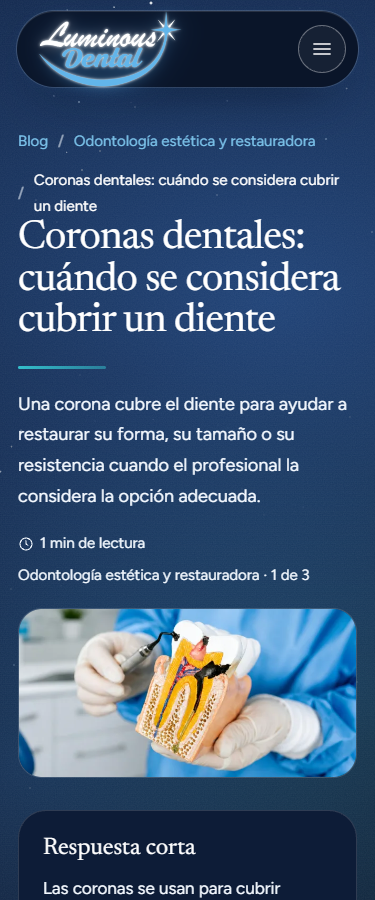 Luminous
Dental
Blog / Odontología estética y restauradora
/ Coronas dentales: cuándo se considera cubrir
un diente
Coronas dentales:
cuándo se considera
cubrir un diente
Una corona cubre el diente para ayudar a
restaurar su forma, su tamaño o su
resistencia cuando el profesional la
considera la opción adecuada.
1 min de lectura
Odontología estética y restauradora · 1 de 3
Respuesta corta
Las coronas se usan para cubrir